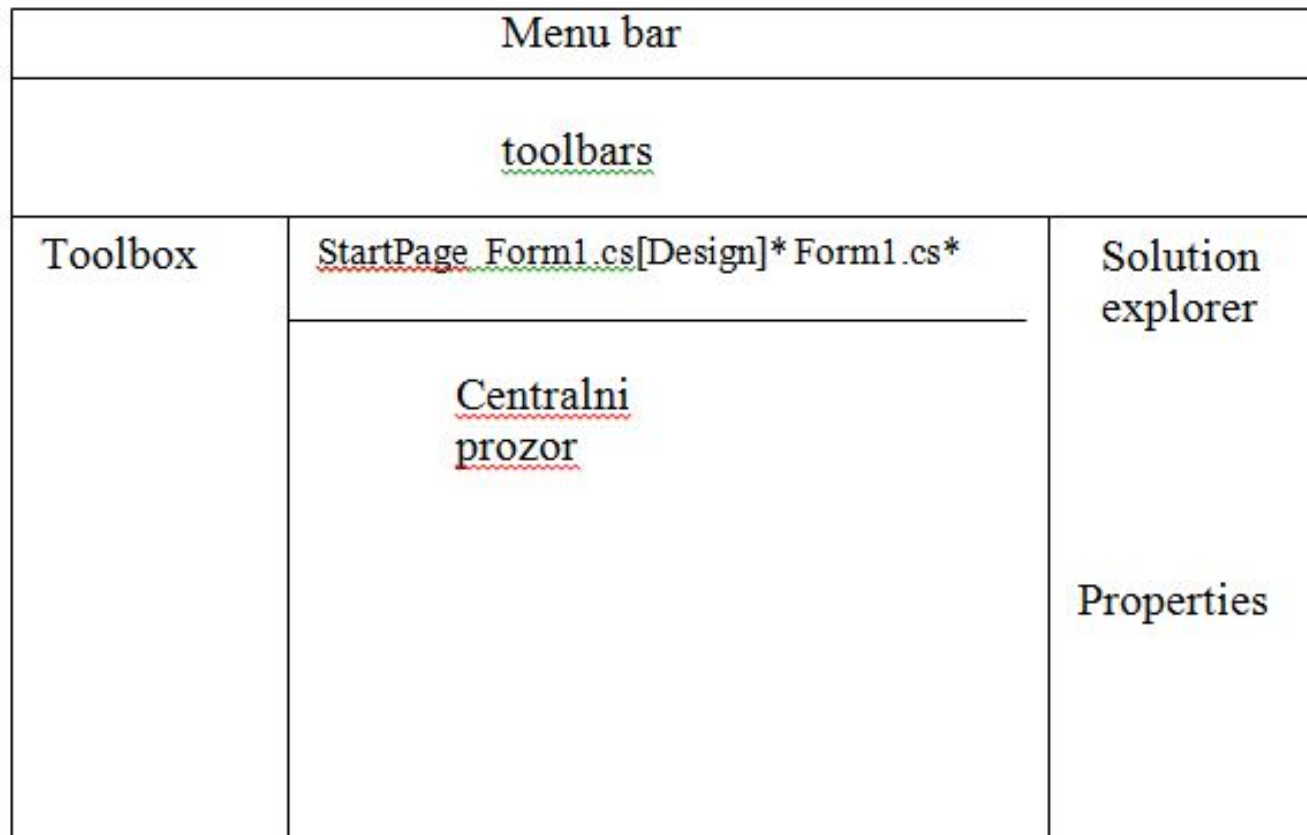 Menu bar
toolbars
Toolbox
StartPage Form1.cs[Design]* Form1.cs*
Solution
explorer
Centralni
prozor
Properties